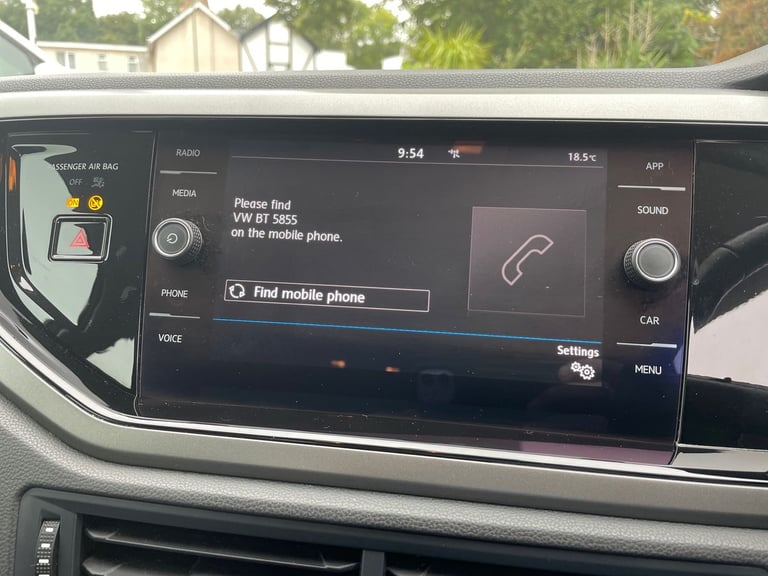 PASSENGER AIR BAG
OFF
ON
RADIO
MEDIA
PHONE
VOICE
9:54
18.5°C
Please find
VW BT 5855
on the mobile phone.
Find mobile phone
Settings
APP
SOUND
CAR
MENU